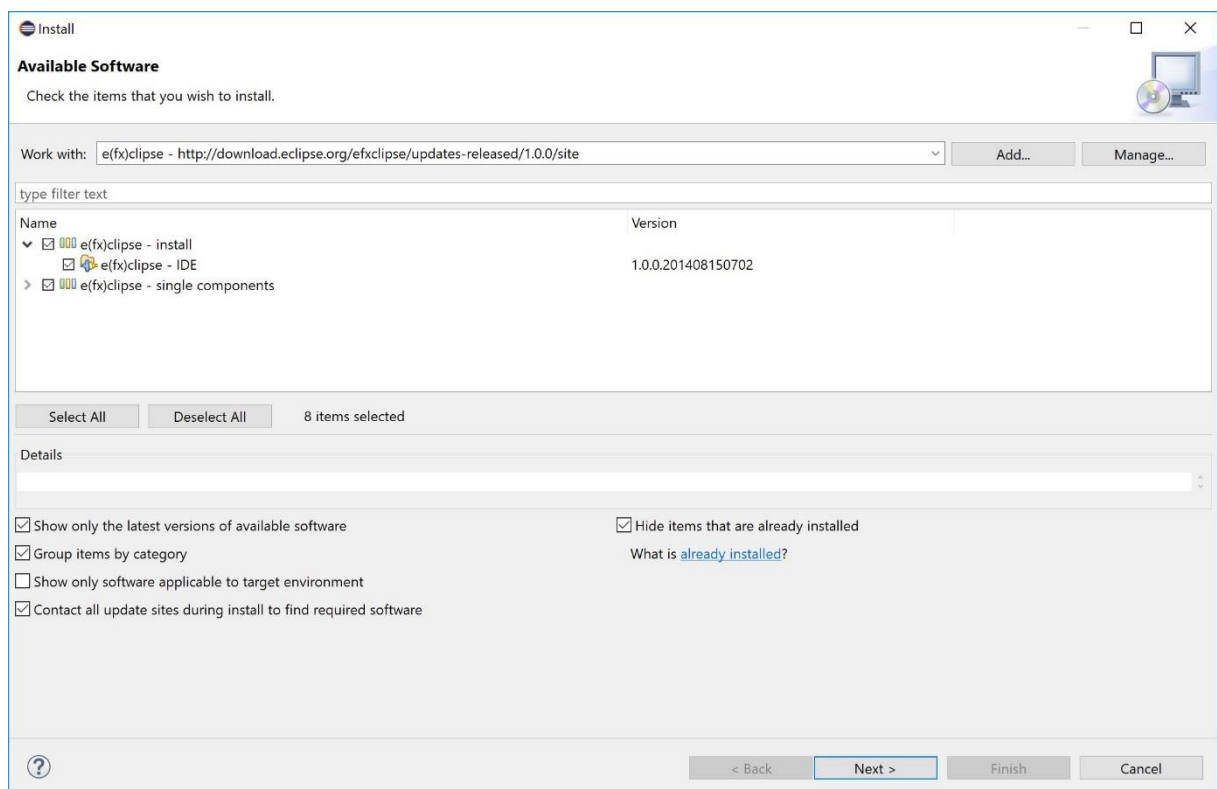 Install
Available Software
Check the items that you wish to install.
Work with: e(fx)clipse - http://download.eclipse.org/efxclipse/updates-released/1.0.0/site Add... Manage...
type filter text
Name Version
e(fx)clipse - install
e(fx)clipse - IDE 1.0.0.201408150702
e(fx)clipse - single components
Select All Deselect All 8 items selected
Details
Show only the latest versions of available software Hide items that are already installed
Group items by category What is already installed?
Show only software applicable to target environment
Contact all update sites during install to find required software
? < Back Next > Finish Cancel